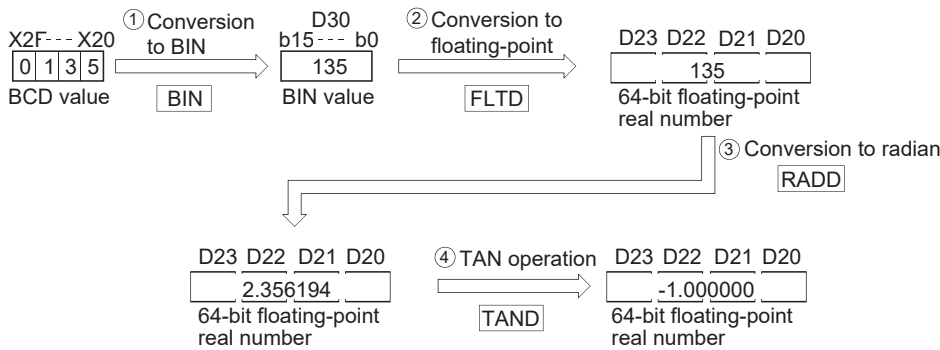 ① Conversion
to BIN
X2F--- X20
0 1 3 5
BCD value
BIN
D30
b15--- b0
135
BIN value
② Conversion to
floating-point
FLTD
D23 D22 D21 D20
135
64-bit floating-point
real number
③ Conversion to radian
RADD
D23 D22 D21 D20
2.356194
64-bit floating-point
real number
④ TAN operation
TAND
D23 D22 D21 D20
-1.000000
64-bit floating-point
real number